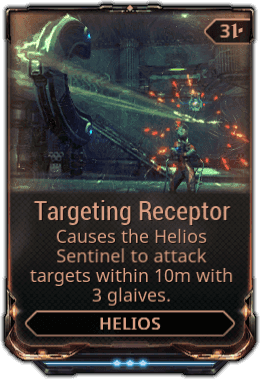 31
Targeting Receptor
Causes the Helios
Sentinel to attack
targets within 10m with
3 glaives.
HELIOS